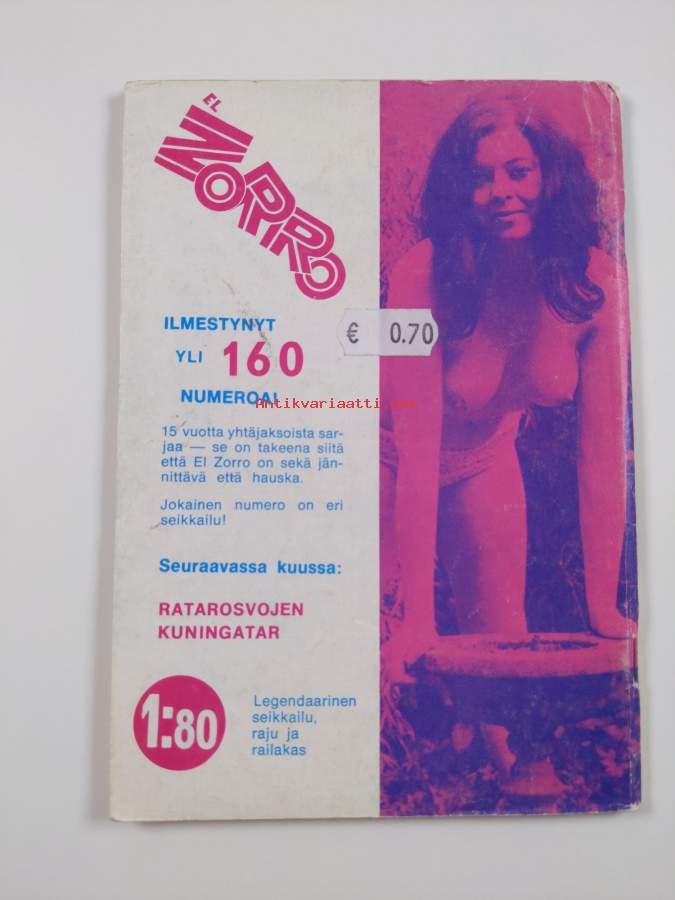 EL
ZORRO
ILMESTYNYT
YLI 160
NUMEROA!
€ 0.70
Antikvariaatti.com
15 vuotta yhtäjaksoista sar-
jaa — se on takeena siitä
että El Zorro on sekä jän-
nittävä että hauska.
Jokainen numero on eri
seikkailu!
Seuraavassa kuussa:
RATAROSVOJEN
KUNINGATAR
1:80
Legendaarinen
seikkailu,
raju ja
railakas